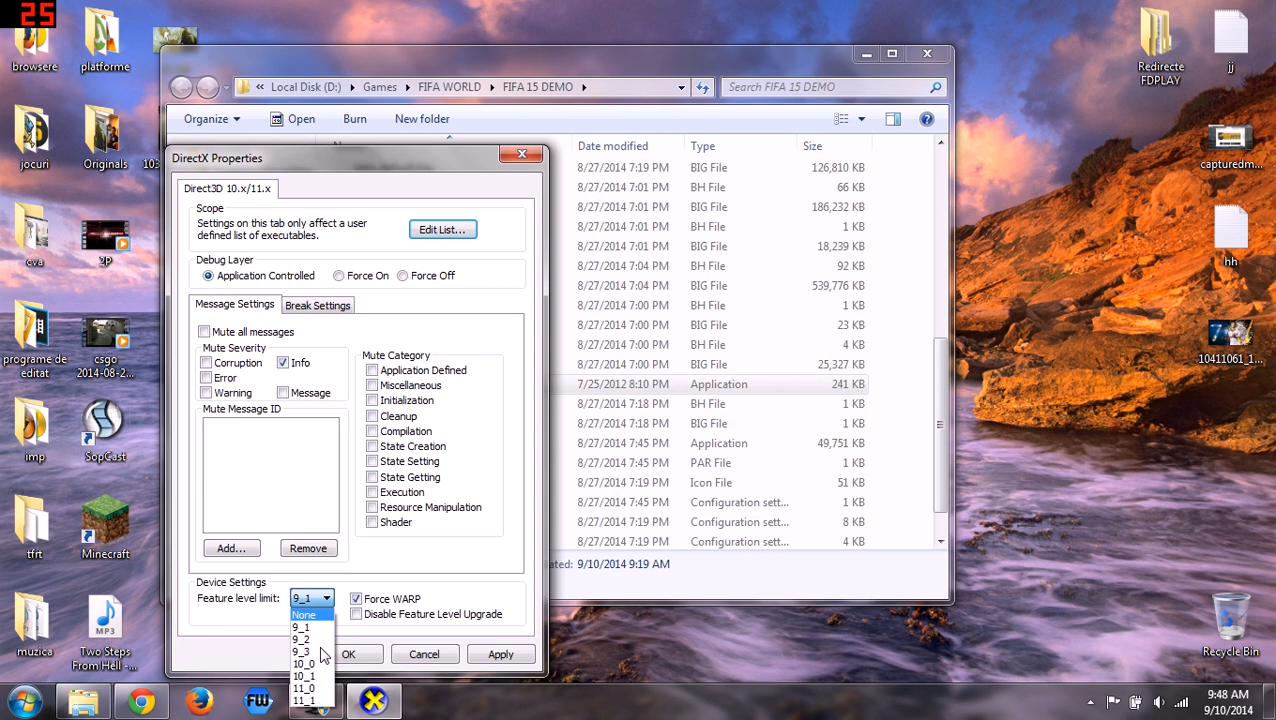 25
browsere
platforme
jocuri
Originals
103
cva
2P
programe de
editat
csgo
2014-08-2...
imp
SopCast
tfrt
Minecraft
muzica
MP3
Two Steps
From Hell -...
Redirecte
FDPLAY
jj
capturedm...
hh
10411061_1...
Recycle Bin
« Local Disk (D:) Games FIFA WORLD FIFA 15 DEMO
Search FIFA 15 DEMO
Organize Open Burn New folder
Date modified Type Size
8/27/2014 7:19 PM BIG File 126,810 KB
8/27/2014 7:01 PM BH File 66 KB
8/27/2014 7:01 PM BIG File 186,232 KB
8/27/2014 7:01 PM BH File 1 KB
8/27/2014 7:01 PM BIG File 18,239 KB
8/27/2014 7:04 PM BH File 92 KB
8/27/2014 7:04 PM BIG File 539,776 KB
8/27/2014 7:00 PM BH File 1 KB
8/27/2014 7:00 PM BIG File 23 KB
8/27/2014 7:00 PM BH File 4 KB
8/27/2014 7:00 PM BIG File 25,327 KB
7/25/2012 8:10 PM Application 241 KB
8/27/2014 7:18 PM BH File 1 KB
8/27/2014 7:18 PM BIG File 1 KB
8/27/2014 7:45 PM Application 49,751 KB
8/27/2014 7:45 PM PAR File 1 KB
8/27/2014 7:19 PM Icon File 51 KB
8/27/2014 7:45 PM Configuration sett... 1 KB
8/27/2014 7:19 PM Configuration sett... 8 KB
8/27/2014 7:19 PM Configuration sett... 4 KB
ated: 9/10/2014 9:19 AM
DirectX Properties
Direct3D 10.x/11.x
Scope
Settings on this tab only affect a user
defined list of executables.
Edit List...
Debug Layer
Application Controlled Force On Force Off
Message Settings Break Settings
Mute all messages
Mute Severity
Corruption Info
Error
Warning Message
Mute Message ID
Add... Remove
Mute Category
Application Defined
Miscellaneous
Initialization
Cleanup
Compilation
State Creation
State Setting
State Getting
Execution
Resource Manipulation
Shader
Device Settings
Feature level limit: 9_1 Force WARP
Disable Feature Level Upgrade
None
9_1
9_2
9_3
10_0
10_1
11_0
11_1
OK Cancel Apply
FW
9:48 AM
9/10/2014